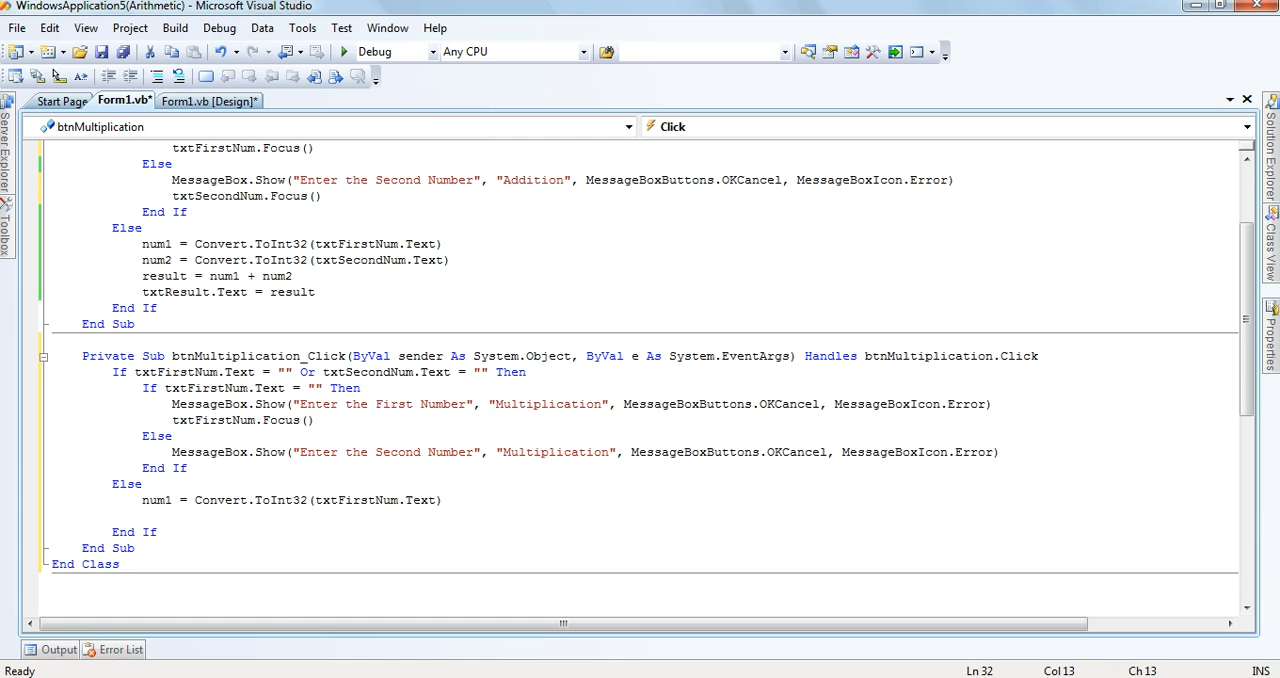 WindowsApplication5(Arithmetic) - Microsoft Visual Studio
File Edit View Project Build Debug Data Tools Test Window Help
Debug Any CPU
Start Page Form1.vb* Form1.vb [Design]*
btnMultiplication Click
txtFirstNum.Focus()
Else
MessageBox.Show("Enter the Second Number", "Addition", MessageBoxButtons.OKCancel, MessageBoxIcon.Error)
txtSecondNum.Focus()
End If
Else
num1 = Convert.ToInt32(txtFirstNum.Text)
num2 = Convert.ToInt32(txtSecondNum.Text)
result = num1 + num2
txtResult.Text = result
End If
End Sub
Private Sub btnMultiplication_Click(ByVal sender As System.Object, ByVal e As System.EventArgs) Handles btnMultiplication.Click
If txtFirstNum.Text = "" Or txtSecondNum.Text = "" Then
If txtFirstNum.Text = "" Then
MessageBox.Show("Enter the First Number", "Multiplication", MessageBoxButtons.OKCancel, MessageBoxIcon.Error)
txtFirstNum.Focus()
Else
MessageBox.Show("Enter the Second Number", "Multiplication", MessageBoxButtons.OKCancel, MessageBoxIcon.Error)
End If
Else
num1 = Convert.ToInt32(txtFirstNum.Text)
End If
End Sub
End Class
Server Explorer
Toolbox
Solution Explorer
Class View
Properties
Output Error List
Ready Ln 32 Col 13 Ch 13 INS